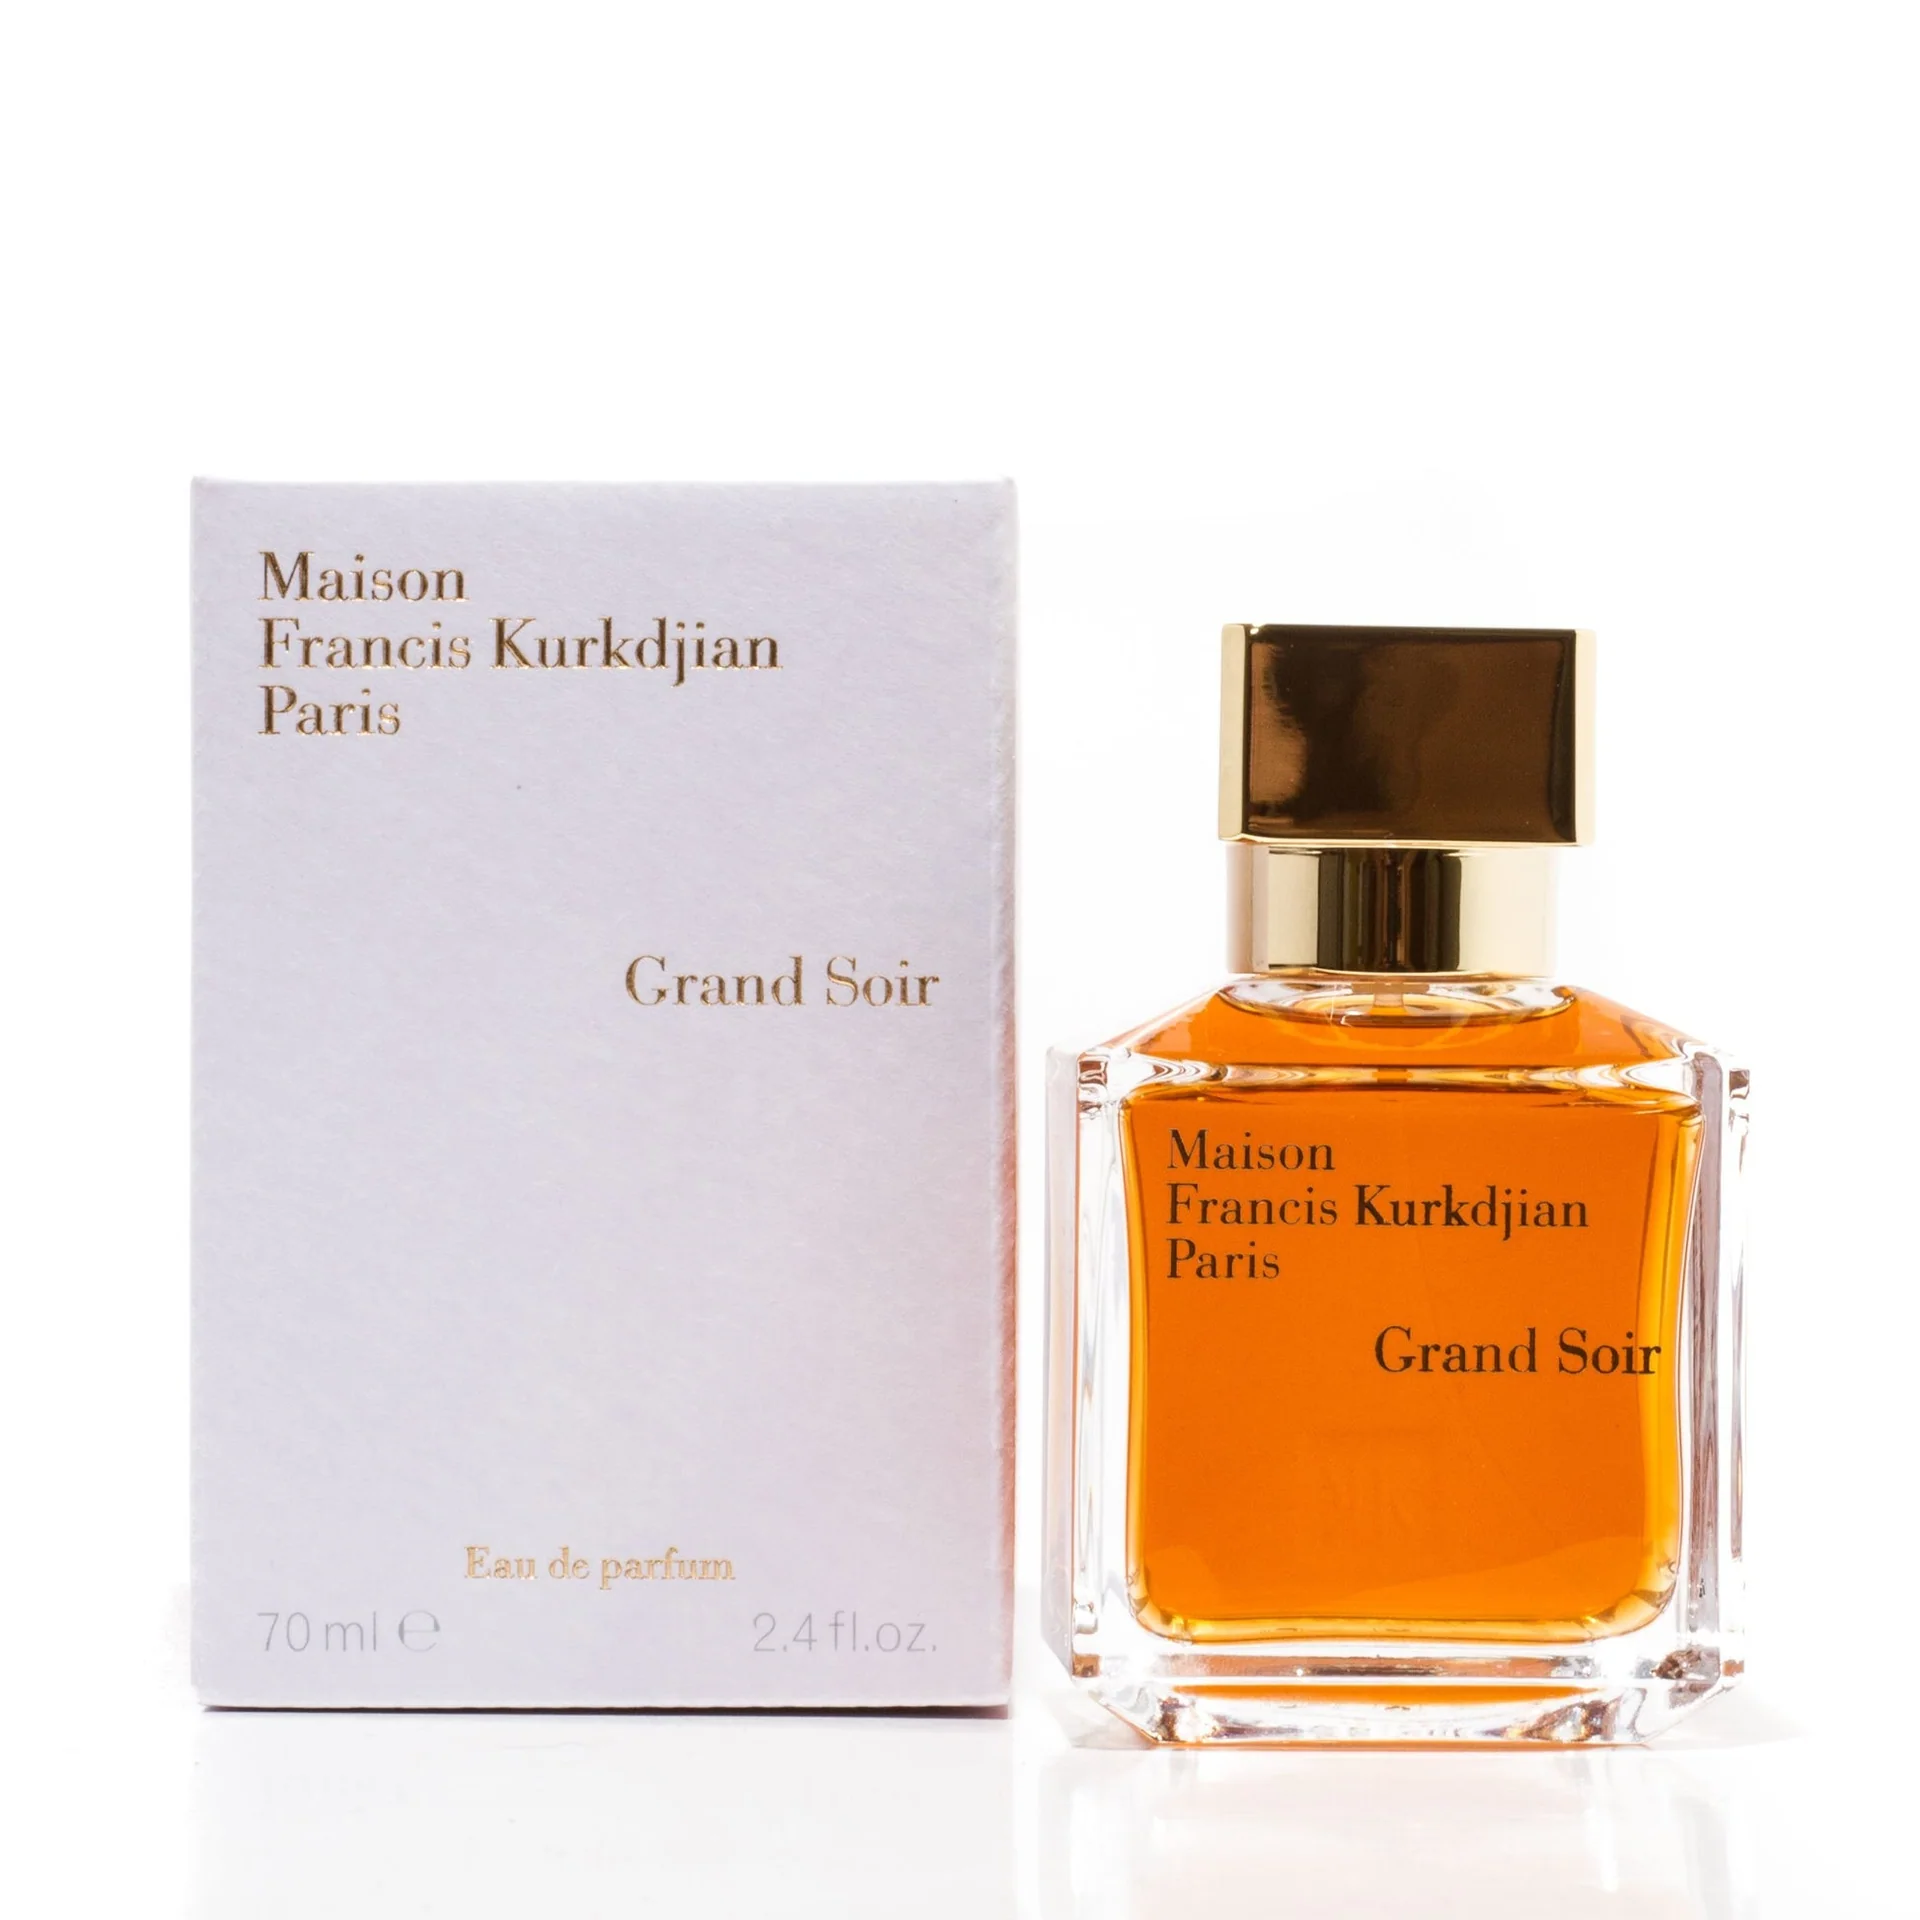 Maison
Francis Kurkdjian
Paris
Grand Soir
Eau de parfum
70 ml ℮ 2.4 fl.oz.
Maison
Francis Kurkdjian
Paris
Grand Soir